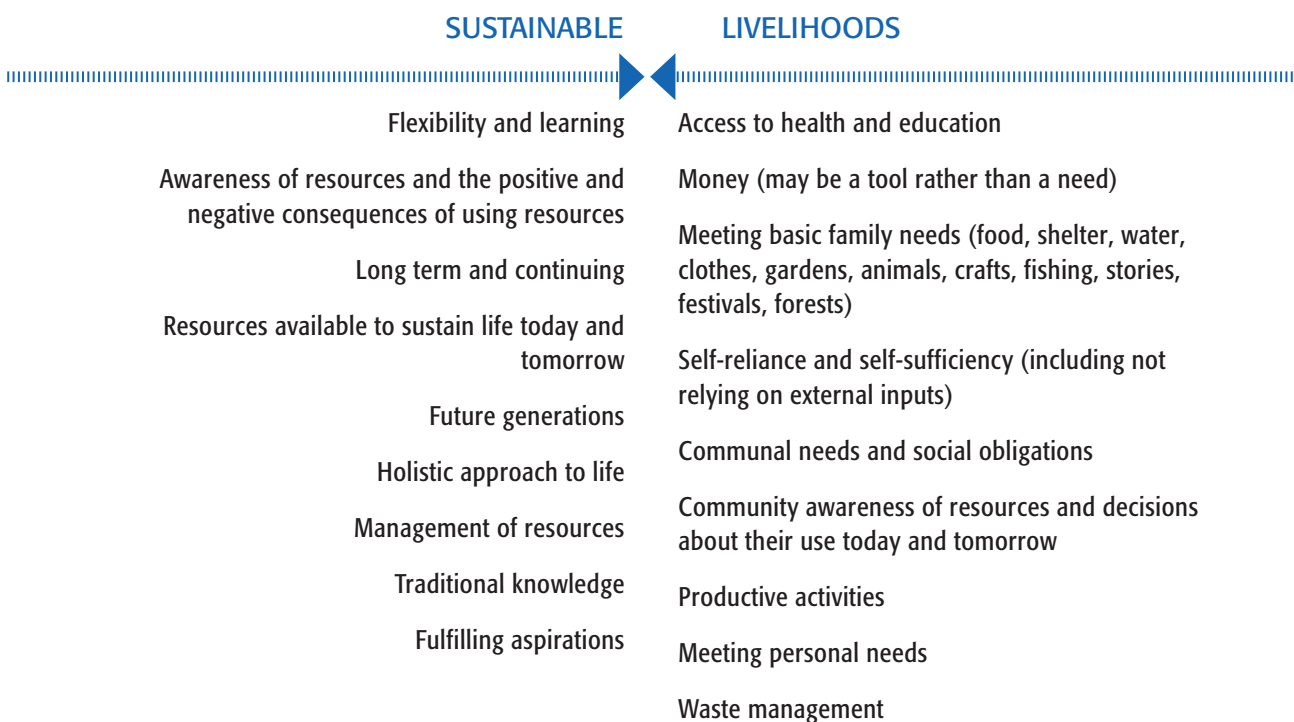 SUSTAINABLE LIVELIHOODS
Flexibility and learning
Awareness of resources and the positive and
negative consequences of using resources
Long term and continuing
Resources available to sustain life today and
tomorrow
Future generations
Holistic approach to life
Management of resources
Traditional knowledge
Fulfilling aspirations
Access to health and education
Money (may be a tool rather than a need)
Meeting basic family needs (food, shelter, water,
clothes, gardens, animals, crafts, fishing, stories,
festivals, forests)
Self-reliance and self-sufficiency (including not
relying on external inputs)
Communal needs and social obligations
Community awareness of resources and decisions
about their use today and tomorrow
Productive activities
Meeting personal needs
Waste management